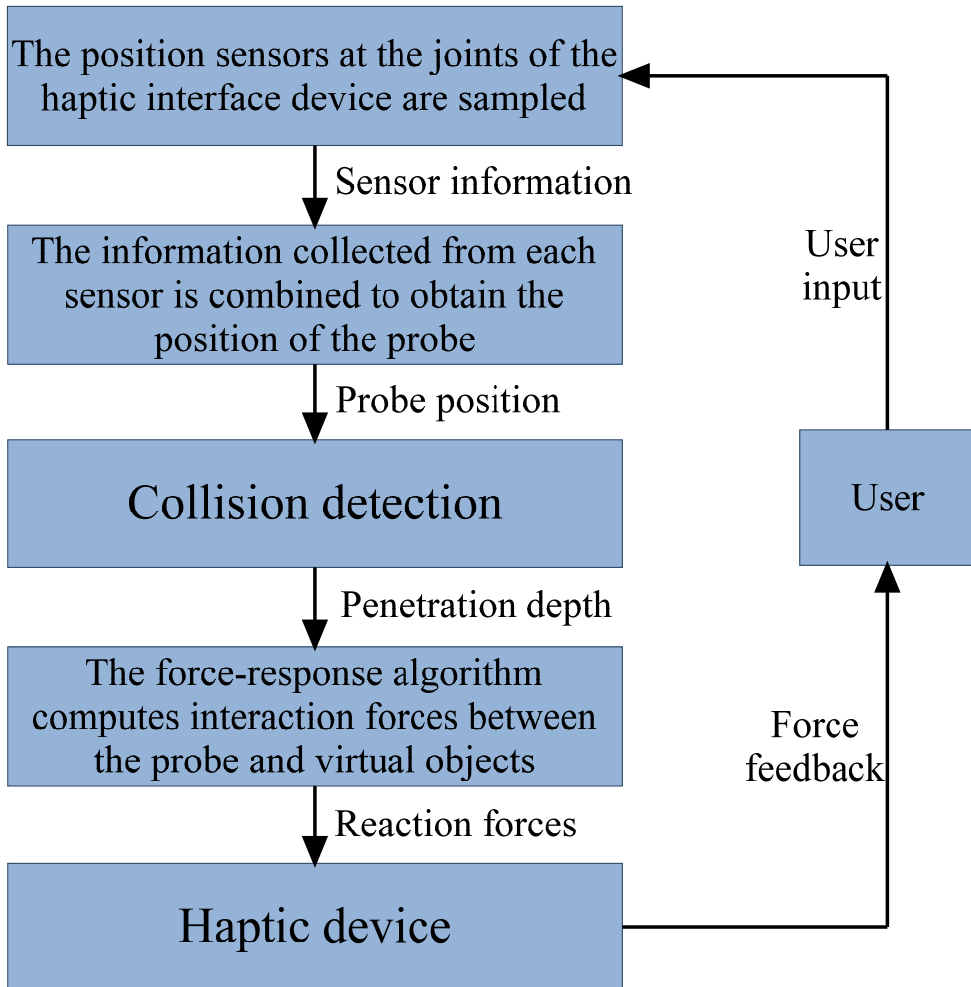 The position sensors at the joints of the
haptic interface device are sampled
Sensor information
The information collected from each
sensor is combined to obtain the
position of the probe
Probe position
Collision detection
Penetration depth
The force-response algorithm
computes interaction forces between
the probe and virtual objects
Reaction forces
Haptic device
Force
feedback
User
User
input